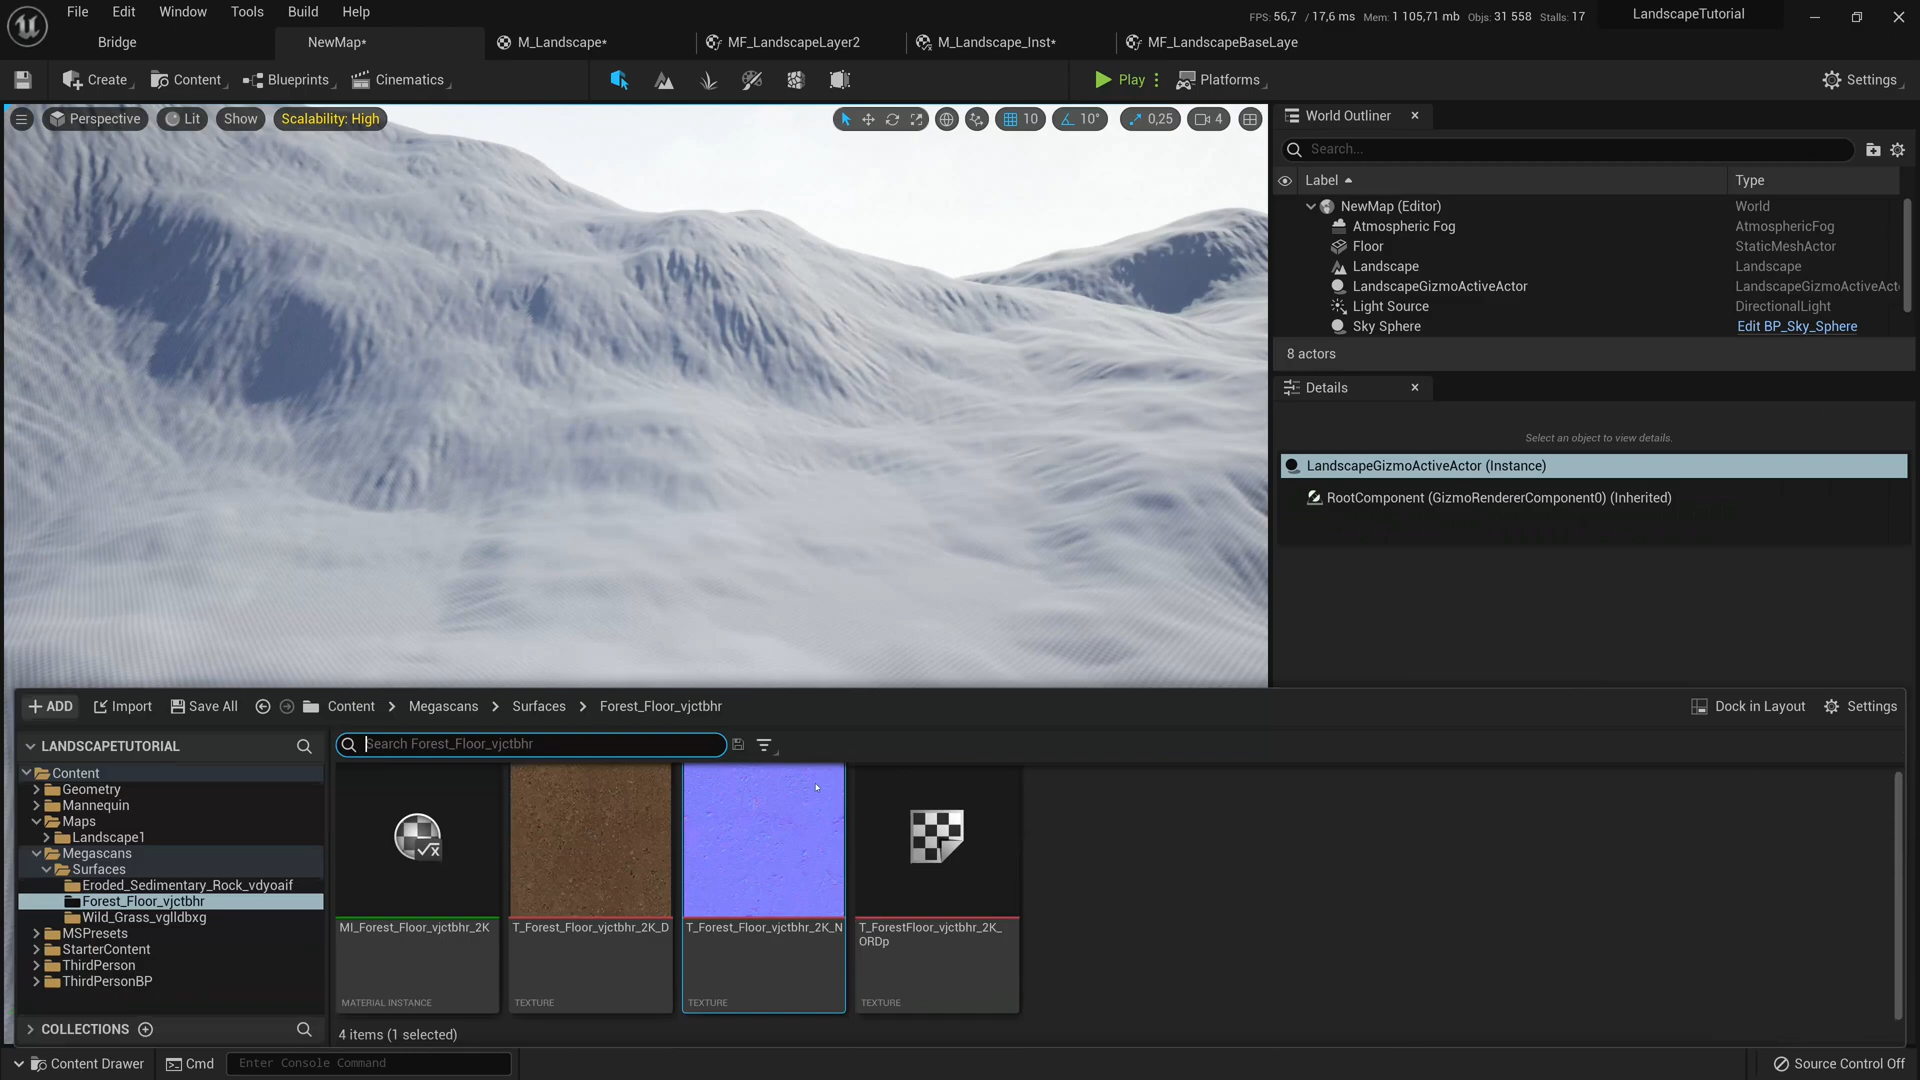 File Edit Window Tools Build Help
FPS: 56,7 / 17,6 ms Mem: 1 105,71 mb Objs: 31 558 Stalls: 17
LandscapeTutorial
Bridge NewMap* M_Landscape* MF_LandscapeLayer2 M_Landscape_Inst* MF_LandscapeBaseLaye
Create Content Blueprints Cinematics Play Platforms Settings
Perspective Lit Show Scalability: High 10 10° 0,25 4
World Outliner
Search...
Label Type
NewMap (Editor) World
Atmospheric Fog AtmosphericFog
Floor StaticMeshActor
Landscape Landscape
LandscapeGizmoActiveActor LandscapeGizmoActiveAct
Light Source DirectionalLight
Sky Sphere Edit BP_Sky_Sphere
8 actors
Details
Select an object to view details.
LandscapeGizmoActiveActor (Instance)
RootComponent (GizmoRendererComponent0) (Inherited)
ADD Import Save All Content Megascans Surfaces Forest_Floor_vjctbhr Dock in Layout Settings
LANDSCAPETUTORIAL
Search Forest_Floor_vjctbhr
Content
Geometry
Mannequin
Maps
Landscape1
Megascans
Surfaces
Eroded_Sedimentary_Rock_vdyoaif
Forest_Floor_vjctbhr
Wild_Grass_vglldbxg
MSPresets
StarterContent
ThirdPerson
ThirdPersonBP
MI_Forest_Floor_vjctbhr_2K
MATERIAL INSTANCE
T_Forest_Floor_vjctbhr_2K_D
TEXTURE
T_Forest_Floor_vjctbhr_2K_N
TEXTURE
T_ForestFloor_vjctbhr_2K_
ORDp
TEXTURE
COLLECTIONS
4 items (1 selected)
Content Drawer Cmd Enter Console Command Source Control Off